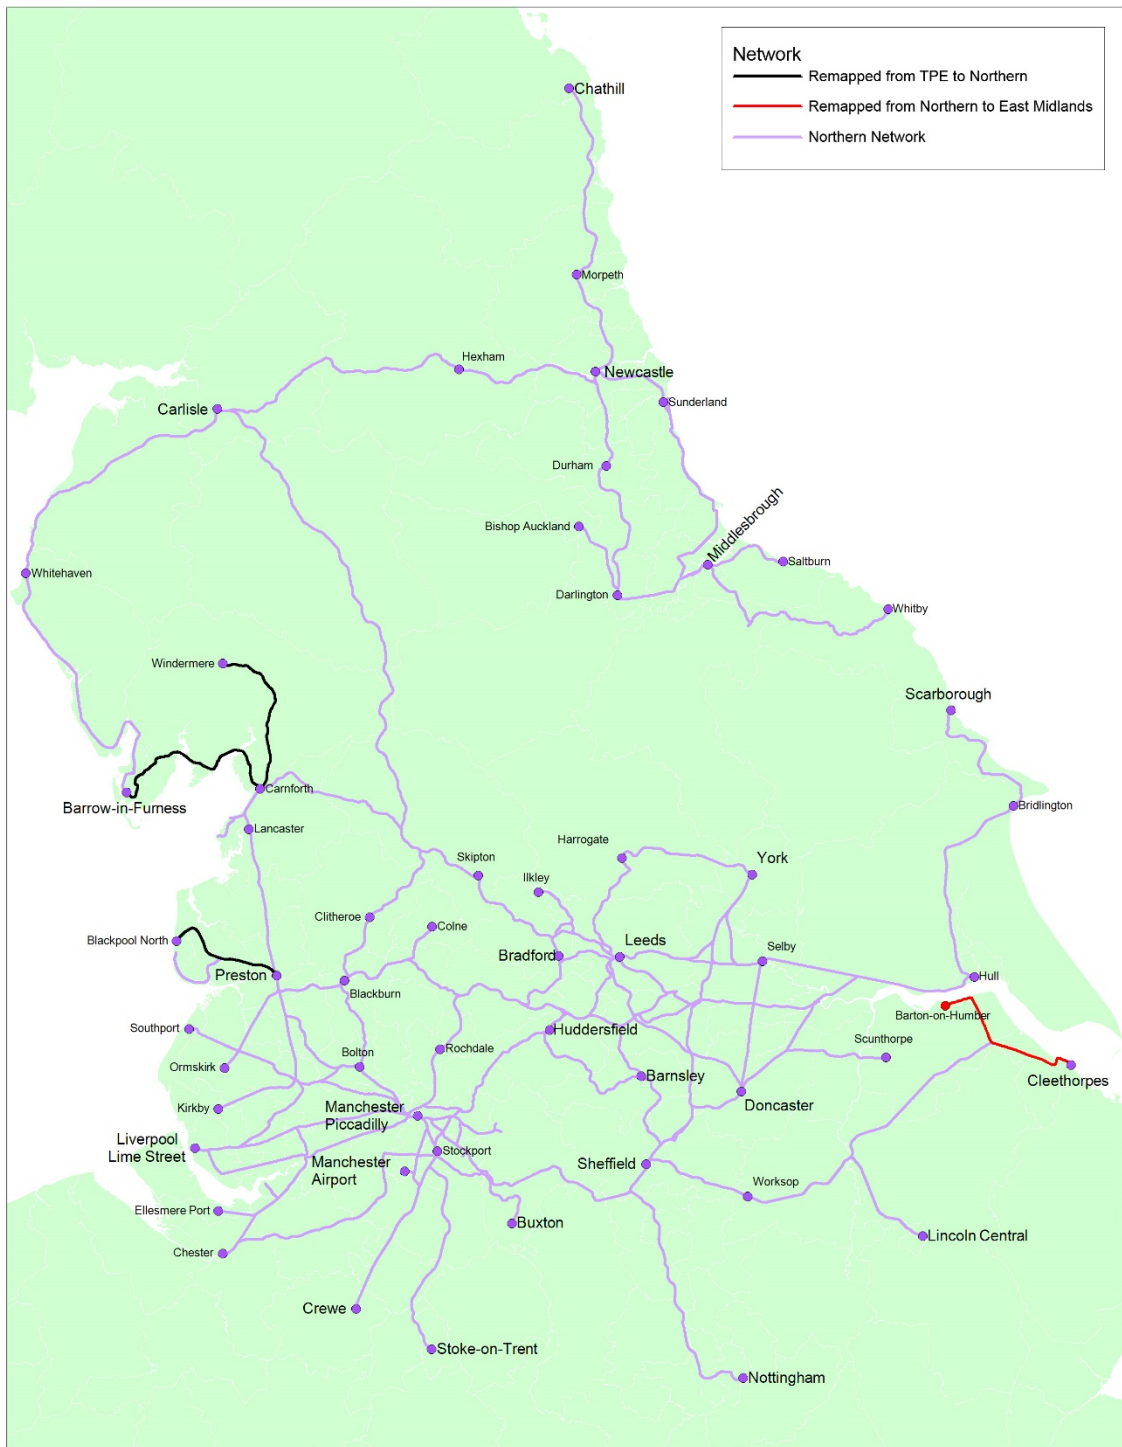 Network
Remapped from TPE to Northern
Remapped from Northern to East Midlands
Northern Network
Chathill
Morpeth
Hexham
Newcastle
Carlisle
Sunderland
Durham
Middlesbrough
Bishop Auckland
Saltburn
Whitehaven
Darlington
Whitby
Windermere
Scarborough
Carnforth
Barrow-in-Furness
Bridlington
Lancaster
Harrogate
York
Skipton
Ilkley
Clitheroe
Colne
Blackpool North
Leeds
Selby
Bradford
Preston
Hull
Blackburn
Barton-on-Humber
Southport
Huddersfield
Scunthorpe
Rochdale
Bolton
Ormskirk
Barnsley
Cleethorpes
Kirkby
Manchester
Piccadilly
Doncaster
Liverpool
Lime Street
Stockport
Manchester
Airport
Sheffield
Worksop
Ellesmere Port
Buxton
Lincoln Central
Chester
Crewe
Stoke-on-Trent
Nottingham